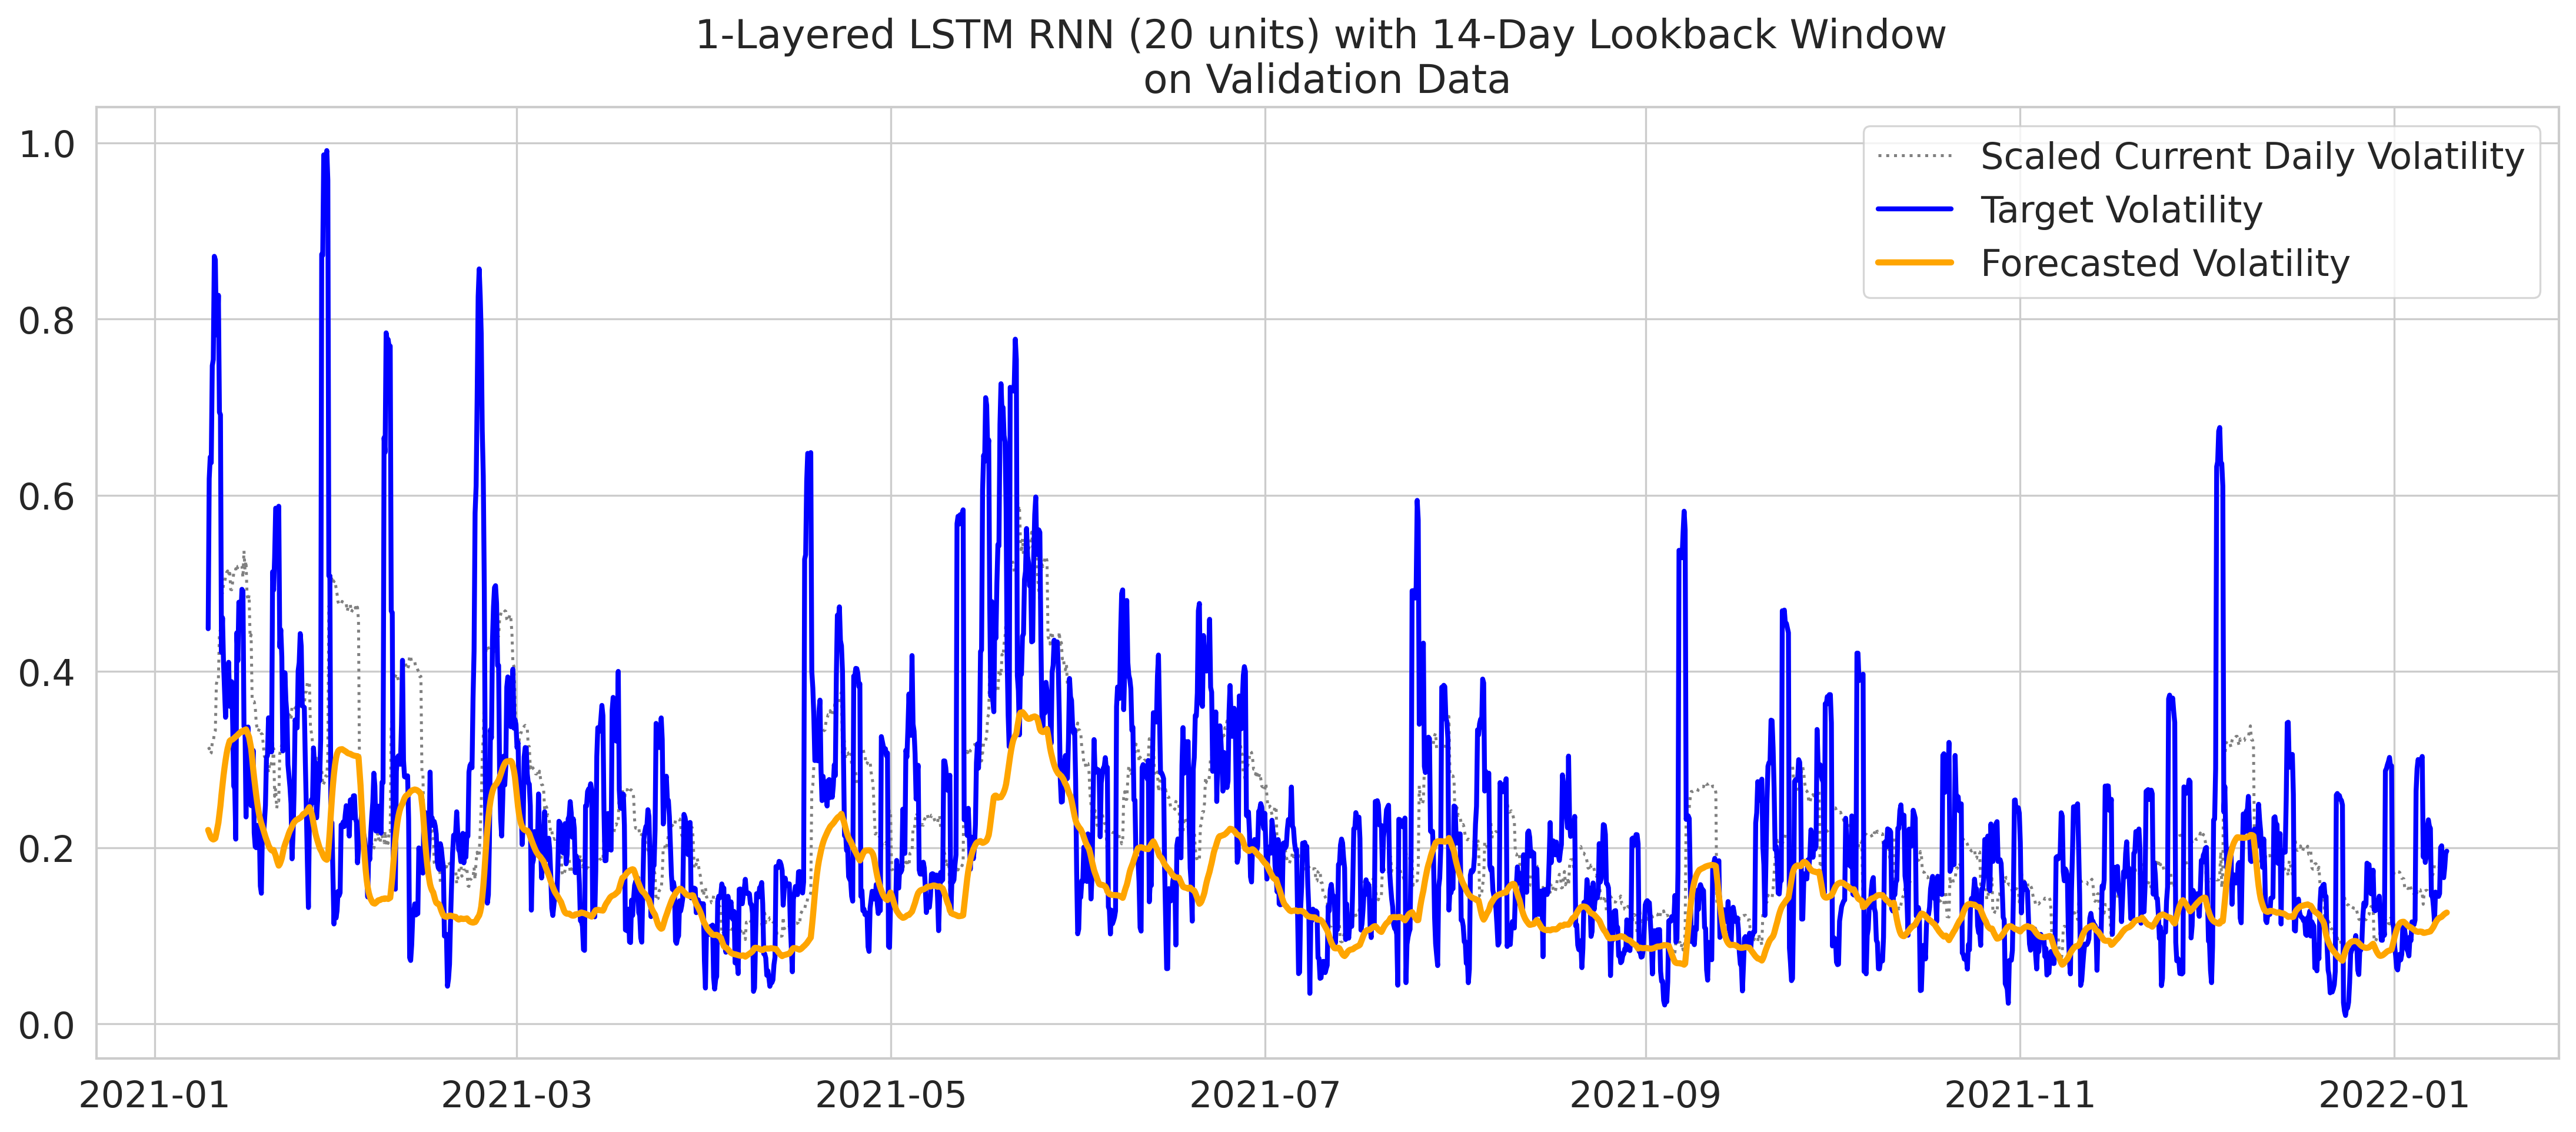 1-Layered LSTM RNN (20 units) with 14-Day Lookback Window
on Validation Data
Scaled Current Daily Volatility
Target Volatility
Forecasted Volatility
1.0
0.8
0.6
0.4
0.2
0.0
2021-01
2021-03
2021-05
2021-07
2021-09
2021-11
2022-01